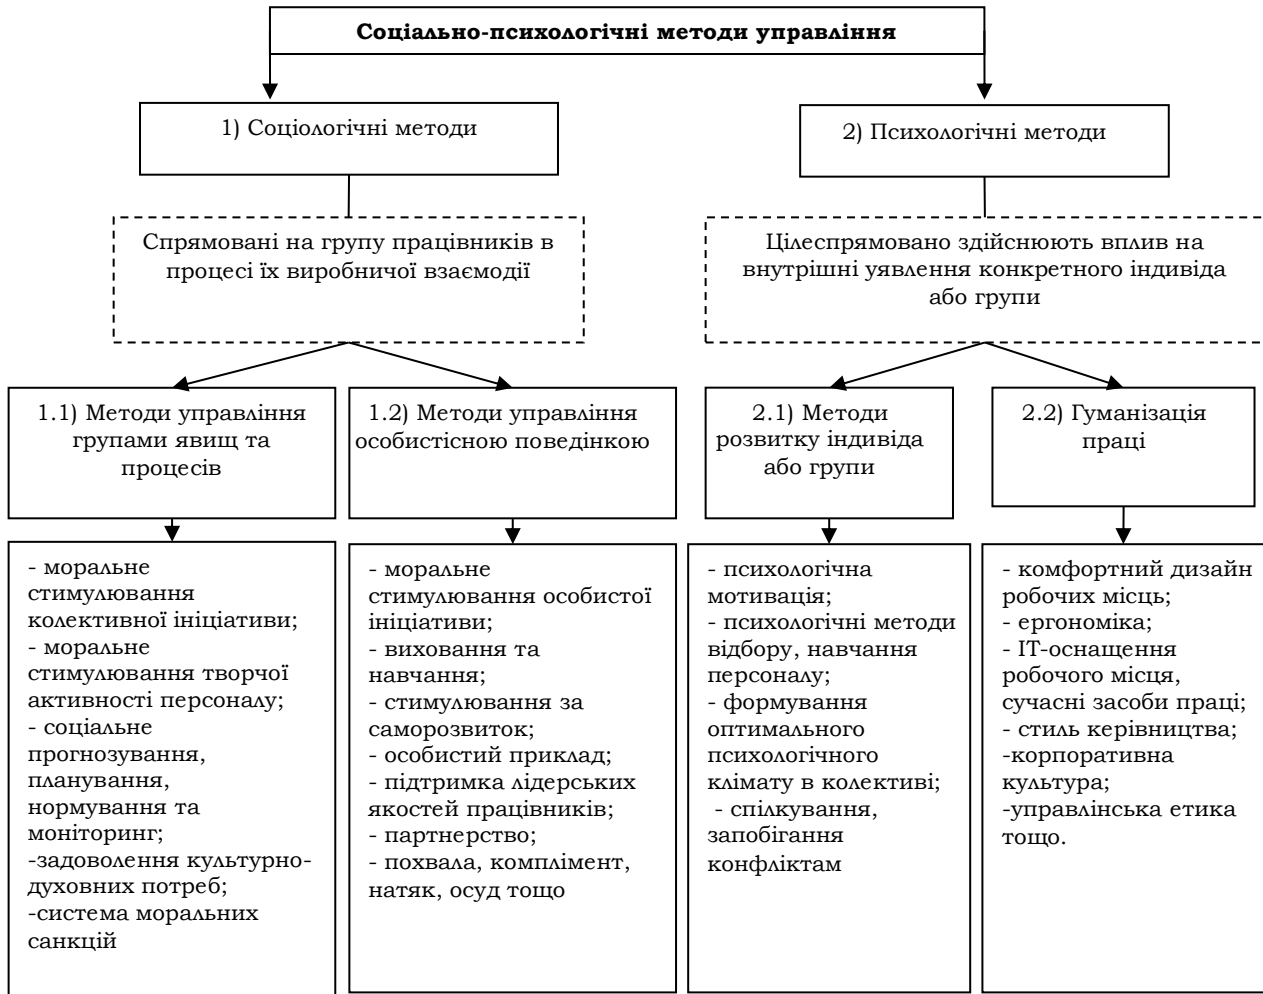 Соціально-психологічні методи управління
1) Соціологічні методи
2) Психологічні методи
Спрямовані на групу працівників в
процесі їх виробничої взаємодії
Цілеспрямовано здійснюють вплив на
внутрішні уявлення конкретного індивіда
або групи
1.1) Методи управління
групами явищ та
процесів
1.2) Методи управління
особистісною поведінкою
2.1) Методи
розвитку індивіда
або групи
2.2) Гуманізація
праці
- моральне
стимулювання
колективної ініціативи;
- моральне
стимулювання творчої
активності персоналу;
- соціальне
прогнозування,
планування,
нормування та
моніторинг;
-задоволення культурно-
духовних потреб;
-система моральних
санкцій
- моральне
стимулювання особистої
ініціативи;
- виховання та
навчання;
- стимулювання за
саморозвиток;
- особистий приклад;
- підтримка лідерських
якостей працівників;
- партнерство;
- похвала, комплімент,
натяк, осуд тощо
- психологічна
мотивація;
- психологічні методи
відбору, навчання
персоналу;
- формування
оптимального
психологічного
клімату в колективі;
- спілкування,
запобігання
конфліктам
- комфортний дизайн
робочих місць;
- ергономіка;
- ІТ-оснащення
робочого місця,
сучасні засоби праці;
- стиль керівництва;
-корпоративна
культура;
-управлінська етика
тощо.